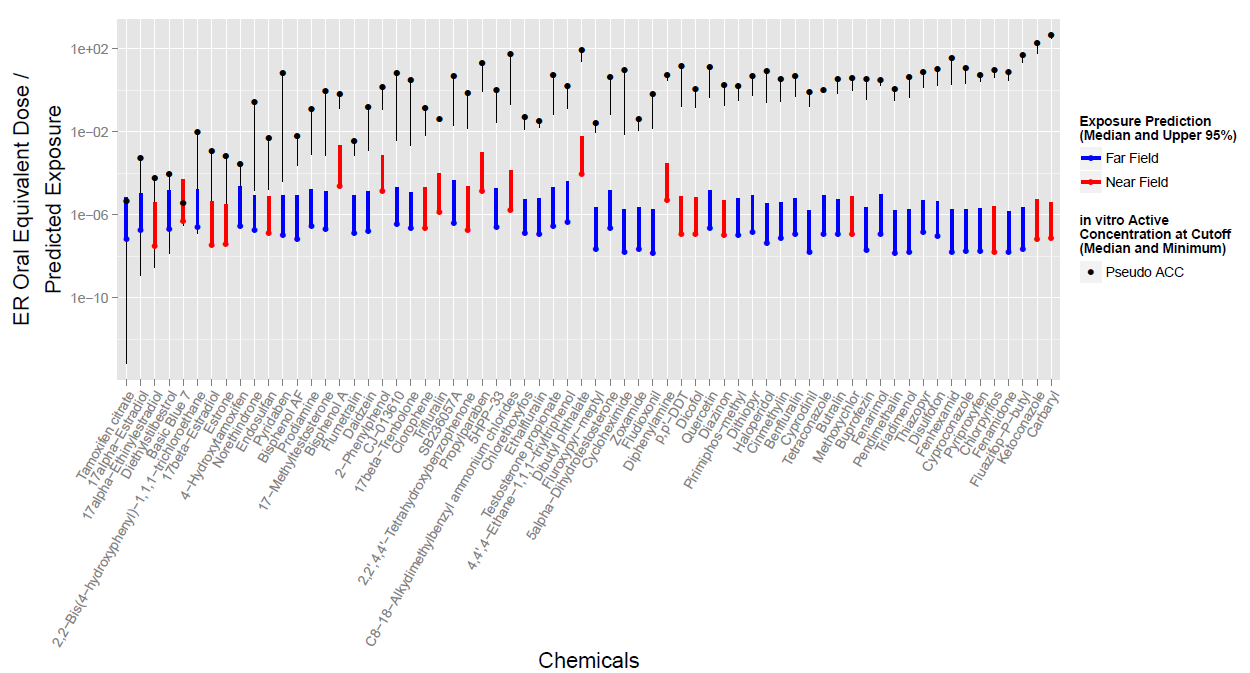 ER Oral Equivalent Dose /
Predicted Exposure
1e+02
1e−02
1e−06
1e−10
Tamoxifen citrate
17alpha−Estradiol
17alpha−Ethinylestradiol
Diethylstilbestrol
Basic Blue 7
2,2−Bis(4−hydroxyphenyl)−1,1,1−trichloroethane
17beta−Estradiol
Estrone
4−Hydroxytamoxifen
Norethindrone
Endosulfan
Pyridaben
Bisphenol AF
Prodiamine
17−Methyltestosterone
Bisphenol A
Flumetralin
Daidzein
2−Phenylphenol
CJ−013610
17beta−Trenbolone
Clorophene
Trifluralin
SB236057A
2,2',4,4'−Tetrahydroxybenzophenone
Propylparaben
5HPP−33
C8−18−Alkydimethylbenzyl ammonium chlorides
Chlorethoxyfos
Ethalfluralin
Testosterone propionate
4,4',4−Ethane−1,1,1−triyltriphenol
Dibutyl phthalate
Fluroxypyr−meptyl
5alpha−Dihydrotestosterone
Cycloheximide
Zoxamide
Fludioxonil
Diphenylamine
p,p'−DDT
Dicofol
Quercetin
Diazinon
Pirimiphos−methyl
Dithiopyr
Haloperidol
Cinmethylin
Benfluralin
Cyprodinil
Tetraconazole
Butralin
Methoxychlor
Buprofezin
Fenarimol
Pendimethalin
Triadimenol
Thiazopyr
Disulfoton
Fenhexamid
Cyproconazole
Pyriproxyfen
Chlorpyrifos
Fenamidone
Fluazifop−P−butyl
Ketoconazole
Carbaryl
Chemicals
Exposure Prediction
(Median and Upper 95%)
Far Field
Near Field
in vitro Active
Concentration at Cutoff
(Median and Minimum)
Pseudo ACC